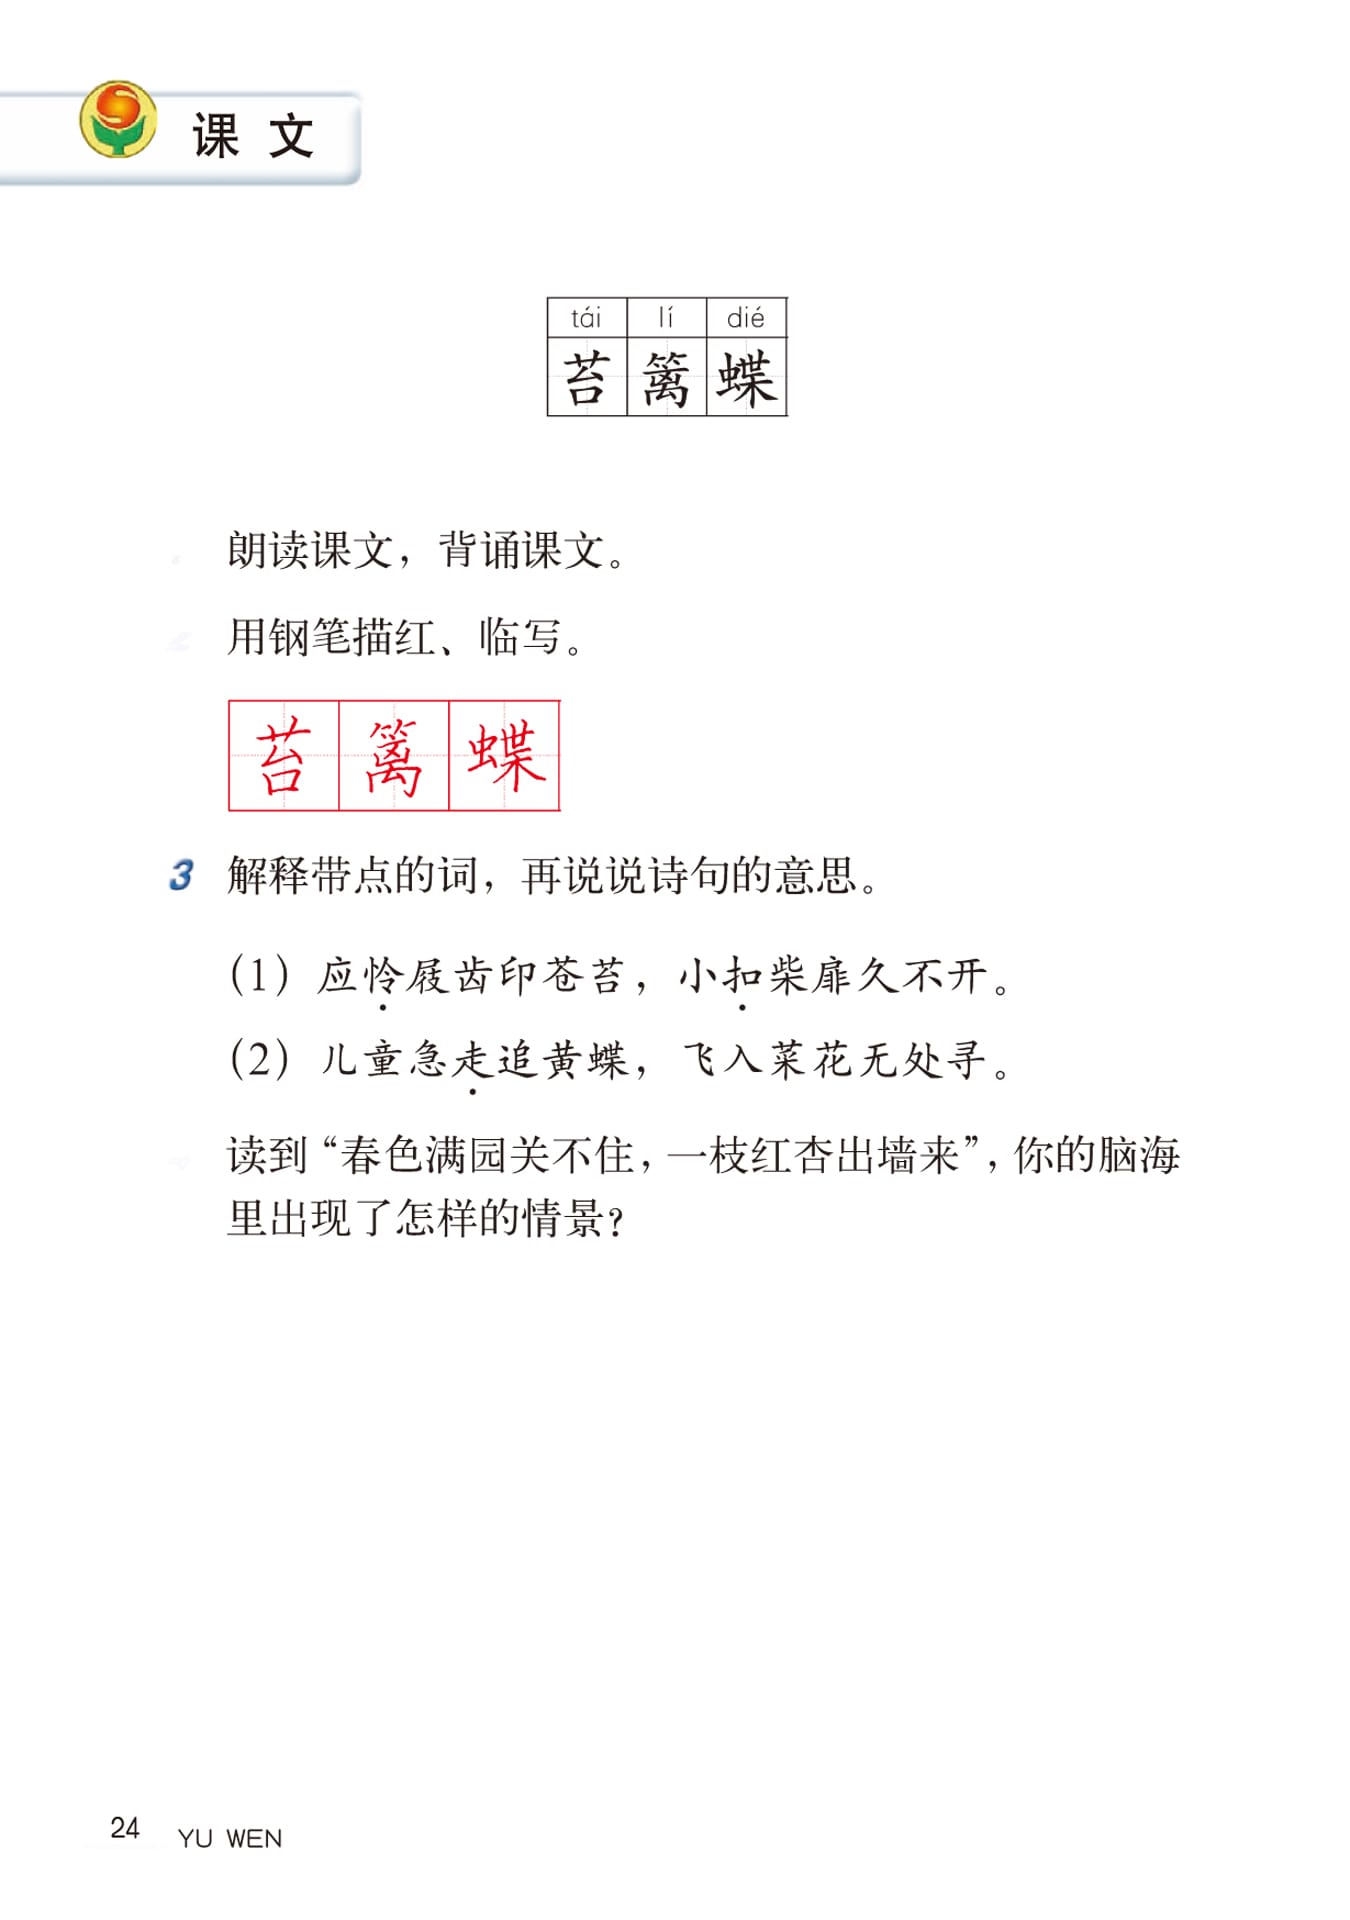 课 文
tái lí dié
苔 篱 蝶
朗读课文，背诵课文。
用钢笔描红、临写。
苔 篱 蝶
3 解释带点的词，再说说诗句的意思。
（1）应怜屐齿印苍苔，小扣柴扉久不开。
（2）儿童急走追黄蝶，飞入菜花无处寻。
读到“春色满园关不住，一枝红杏出墙来”，你的脑海
里出现了怎样的情景？
24 YU WEN